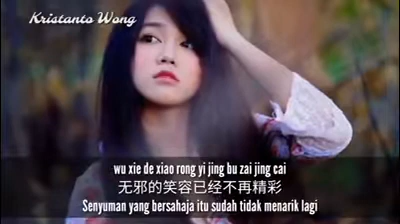 Kristanto Wong
wu xie de xiao rong yi jing bu zai jing cai
无邪的笑容已经不再精彩
Senyuman yang bersahaja itu sudah tidak menarik lagi